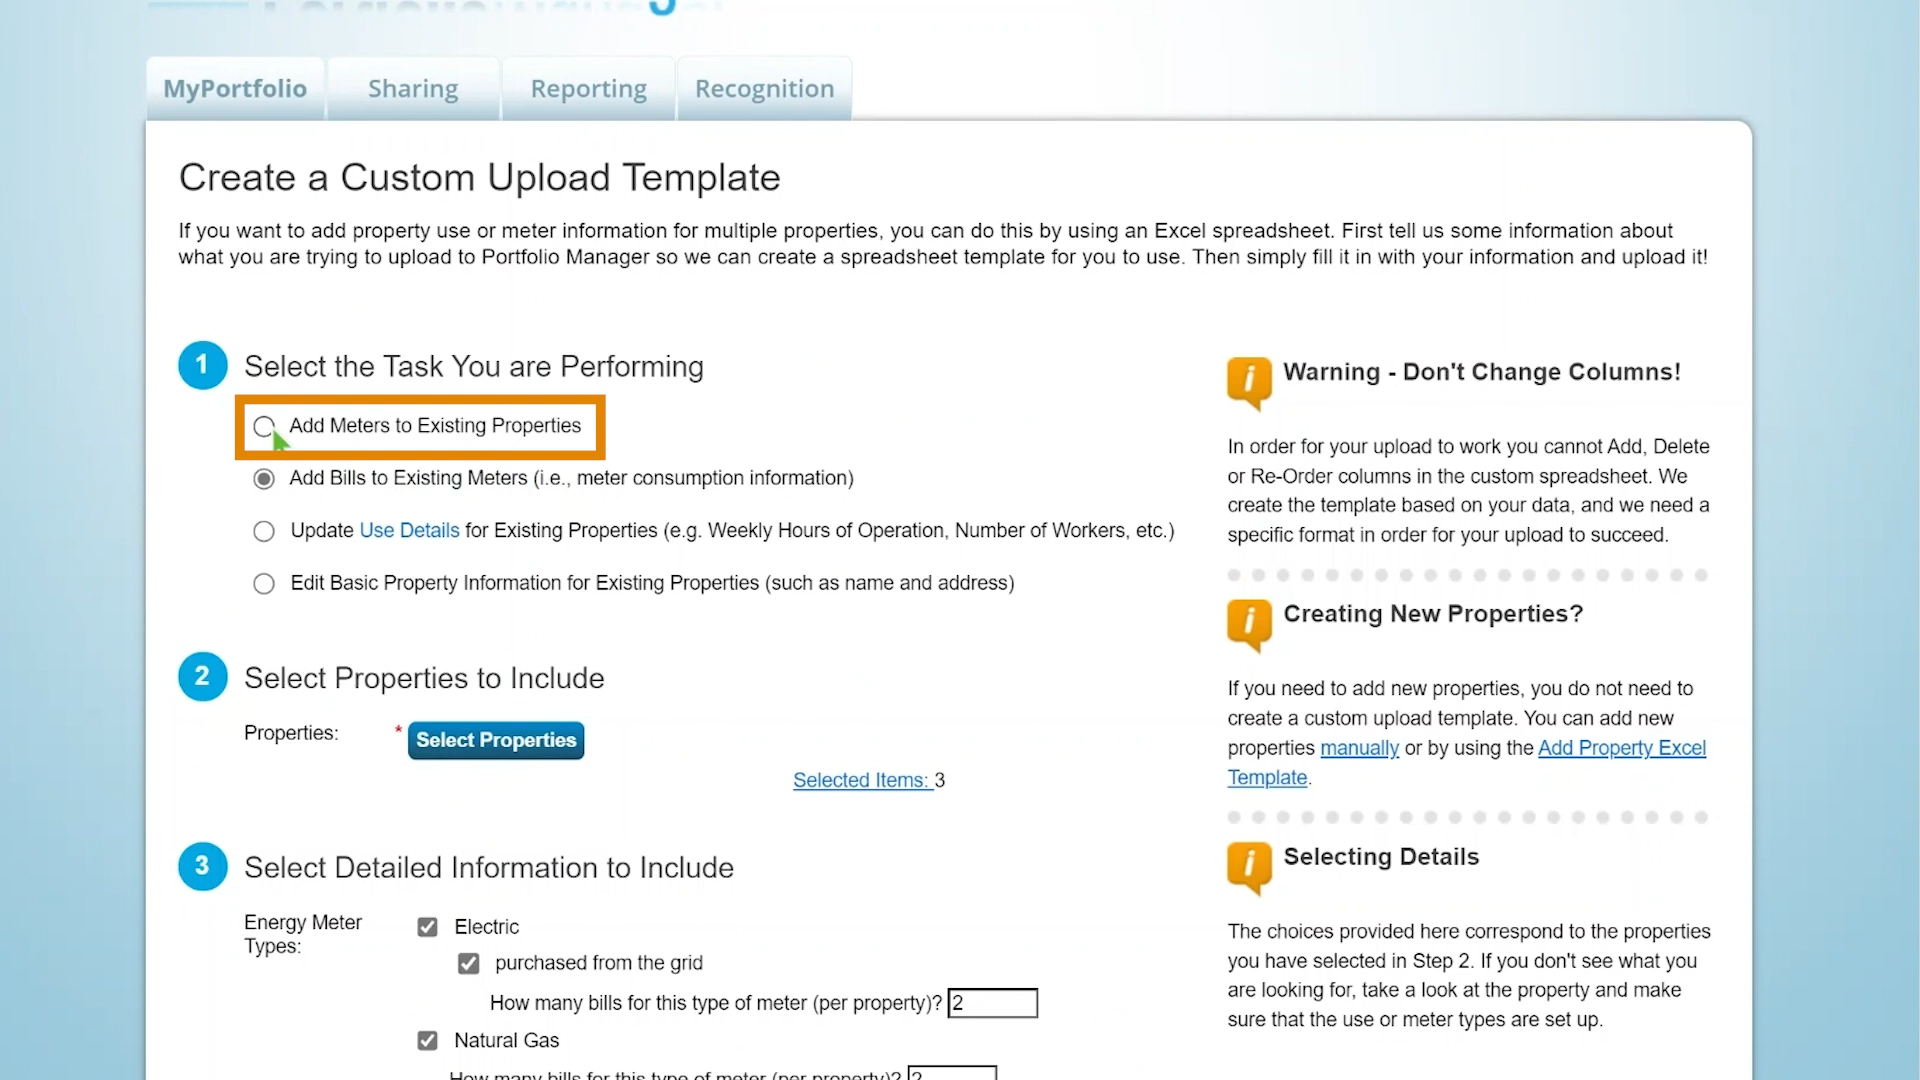 MyPortfolio
Sharing
Reporting
Recognition
Create a Custom Upload Template
If you want to add property use or meter information for multiple properties, you can do this by using an Excel spreadsheet. First tell us some information about
what you are trying to upload to Portfolio Manager so we can create a spreadsheet template for you to use. Then simply fill it in with your information and upload it!
1 Select the Task You are Performing
Add Meters to Existing Properties
Add Bills to Existing Meters (i.e., meter consumption information)
Update Use Details for Existing Properties (e.g. Weekly Hours of Operation, Number of Workers, etc.)
Edit Basic Property Information for Existing Properties (such as name and address)
2 Select Properties to Include
Properties: * Select Properties
Selected Items: 3
3 Select Detailed Information to Include
Energy Meter
Types:
Electric
purchased from the grid
How many bills for this type of meter (per property)? 2
Natural Gas
How many bills for this type of meter (per property)? 2
i Warning - Don't Change Columns!
In order for your upload to work you cannot Add, Delete
or Re-Order columns in the custom spreadsheet. We
create the template based on your data, and we need a
specific format in order for your upload to succeed.
i Creating New Properties?
If you need to add new properties, you do not need to
create a custom upload template. You can add new
properties manually or by using the Add Property Excel
Template.
i Selecting Details
The choices provided here correspond to the properties
you have selected in Step 2. If you don't see what you
are looking for, take a look at the property and make
sure that the use or meter types are set up.